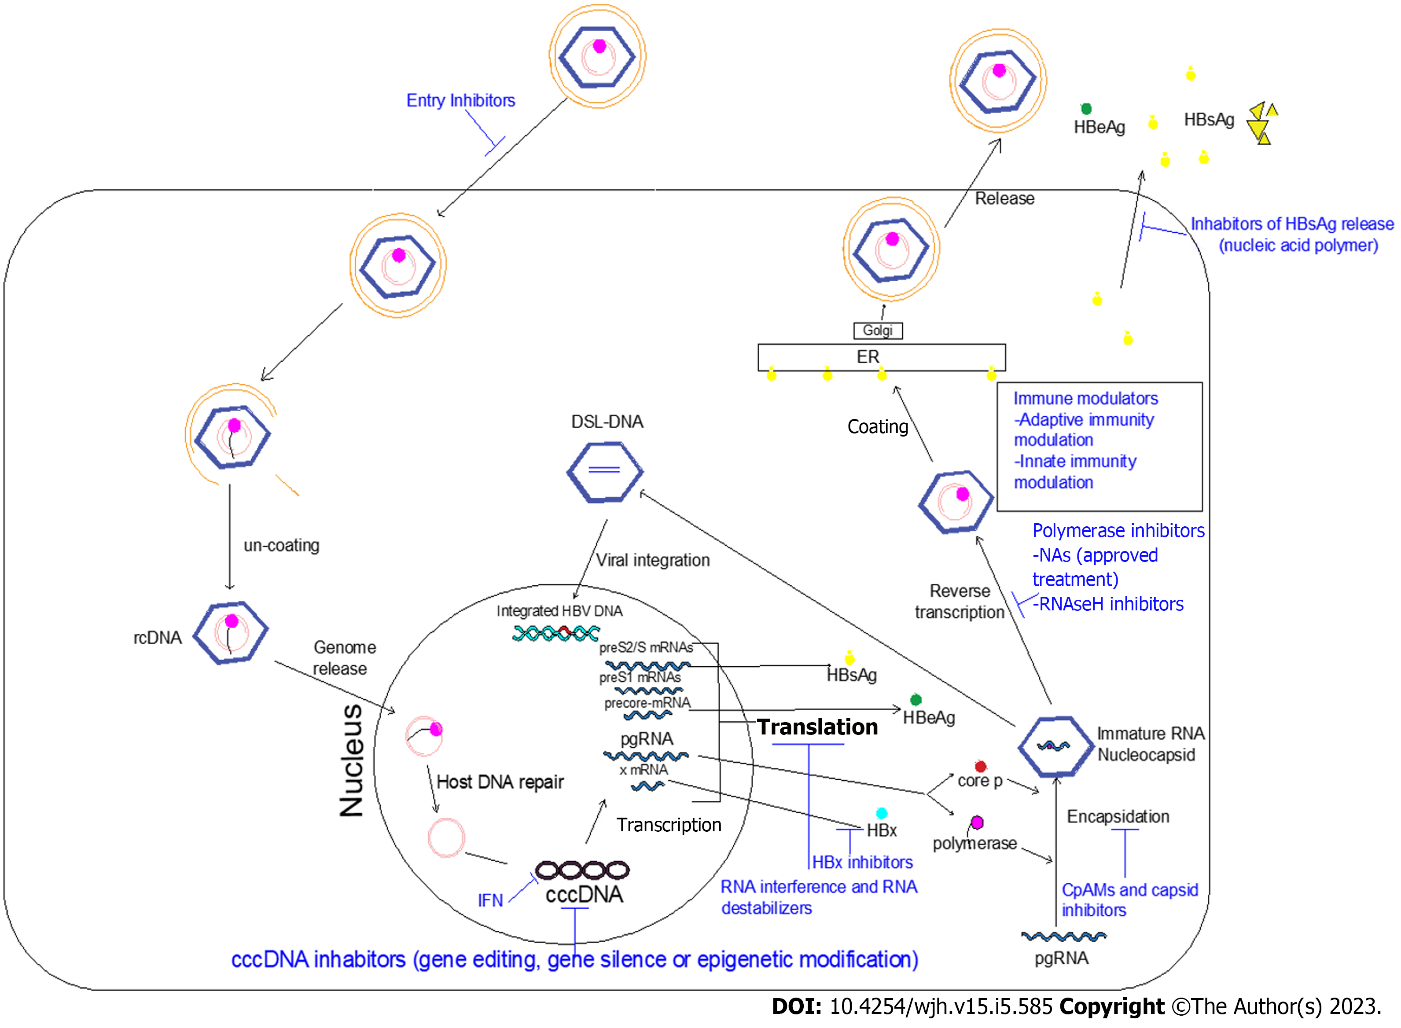 Entry Inhibitors
HBeAg
HBsAg
Release
Inhabitors of HBsAg release
(nucleic acid polymer)
Golgi
ER
Coating
Immune modulators
-Adaptive immunity
modulation
-Innate immunity
modulation
DSL-DNA
un-coating
Viral integration
Polymerase inhibitors
-NAs (approved
treatment)
-RNAseH inhibitors
Reverse
transcription
rcDNA
Genome
release
Integrated HBV DNA
preS2/S mRNAs
preS1 mRNAs
precore-mRNA
pgRNA
x mRNA
HBsAg
HBeAg
Translation
Nucleus
Host DNA repair
Transcription
Immature RNA
Nucleocapsid
core p
HBx
polymerase
Encapsidation
HBx inhibitors
RNA interference and RNA
destabilizers
IFN
cccDNA
CpAMs and capsid
inhibitors
cccDNA inhabitors (gene editing, gene silence or epigenetic modification)
pgRNA
DOI: 10.4254/wjh.v15.i5.585 Copyright ©The Author(s) 2023.